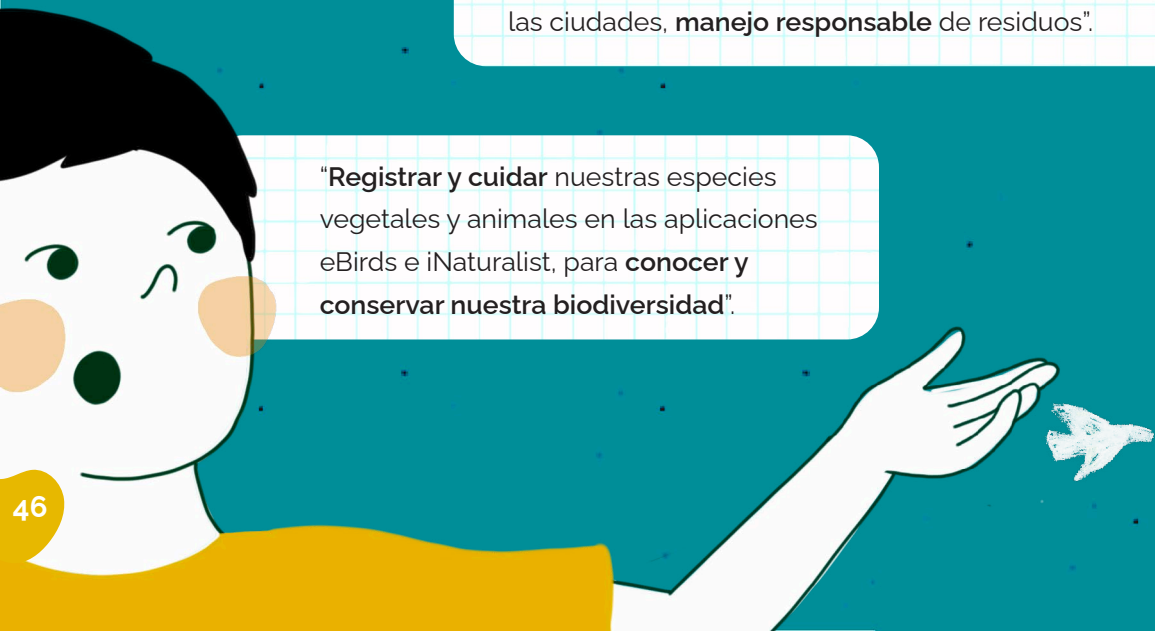 las ciudades, manejo responsable de residuos”.
“Registrar y cuidar nuestras especies
vegetales y animales en las aplicaciones
eBirds e iNaturalist, para conocer y
conservar nuestra biodiversidad”.
46